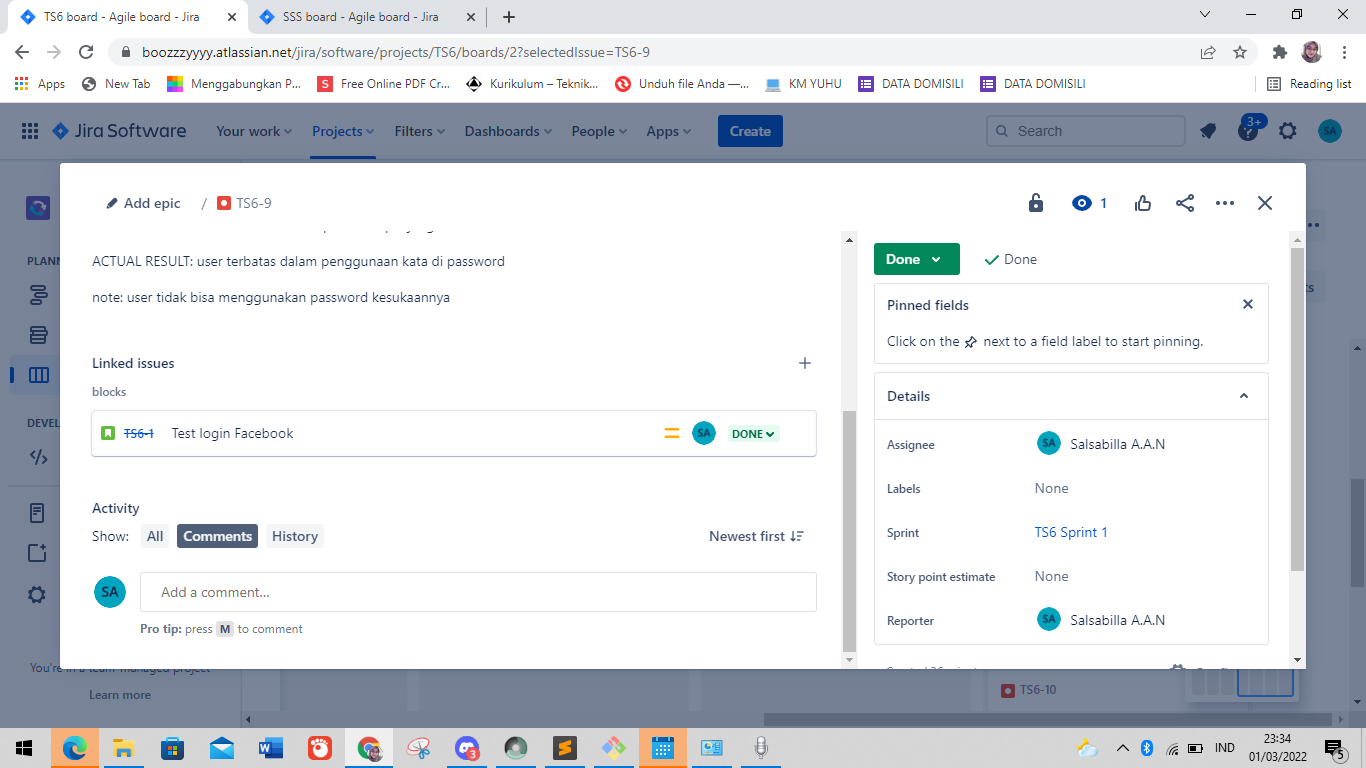 TS6 board - Agile board - Jira
SSS board - Agile board - Jira
boozzzyyyy.atlassian.net/jira/software/projects/TS6/boards/2?selectedIssue=TS6-9
Apps
New Tab
Menggabungkan P...
Free Online PDF Cr...
Kurikulum – Teknik...
Unduh file Anda —...
KM YUHU
DATA DOMISILI
DATA DOMISILI
Reading list
Jira Software
Your work
Projects
Filters
Dashboards
People
Apps
Create
Search
3+
SA
Add epic
/
TS6-9
1
ACTUAL RESULT: user terbatas dalam penggunaan kata di password
note: user tidak bisa menggunakan password kesukaannya
Linked issues
blocks
TS6-1 Test login Facebook SA DONE
Activity
Show: All Comments History Newest first
SA Add a comment...
Pro tip: press M to comment
Done
Done
Pinned fields
Click on the next to a field label to start pinning.
Details
Assignee SA Salsabilla A.A.N
Labels None
Sprint TS6 Sprint 1
Story point estimate None
Reporter SA Salsabilla A.A.N
PLANN
DEVEL
You're in a team-managed project
Learn more
TS6-10
3
IND
23:34
01/03/2022
5